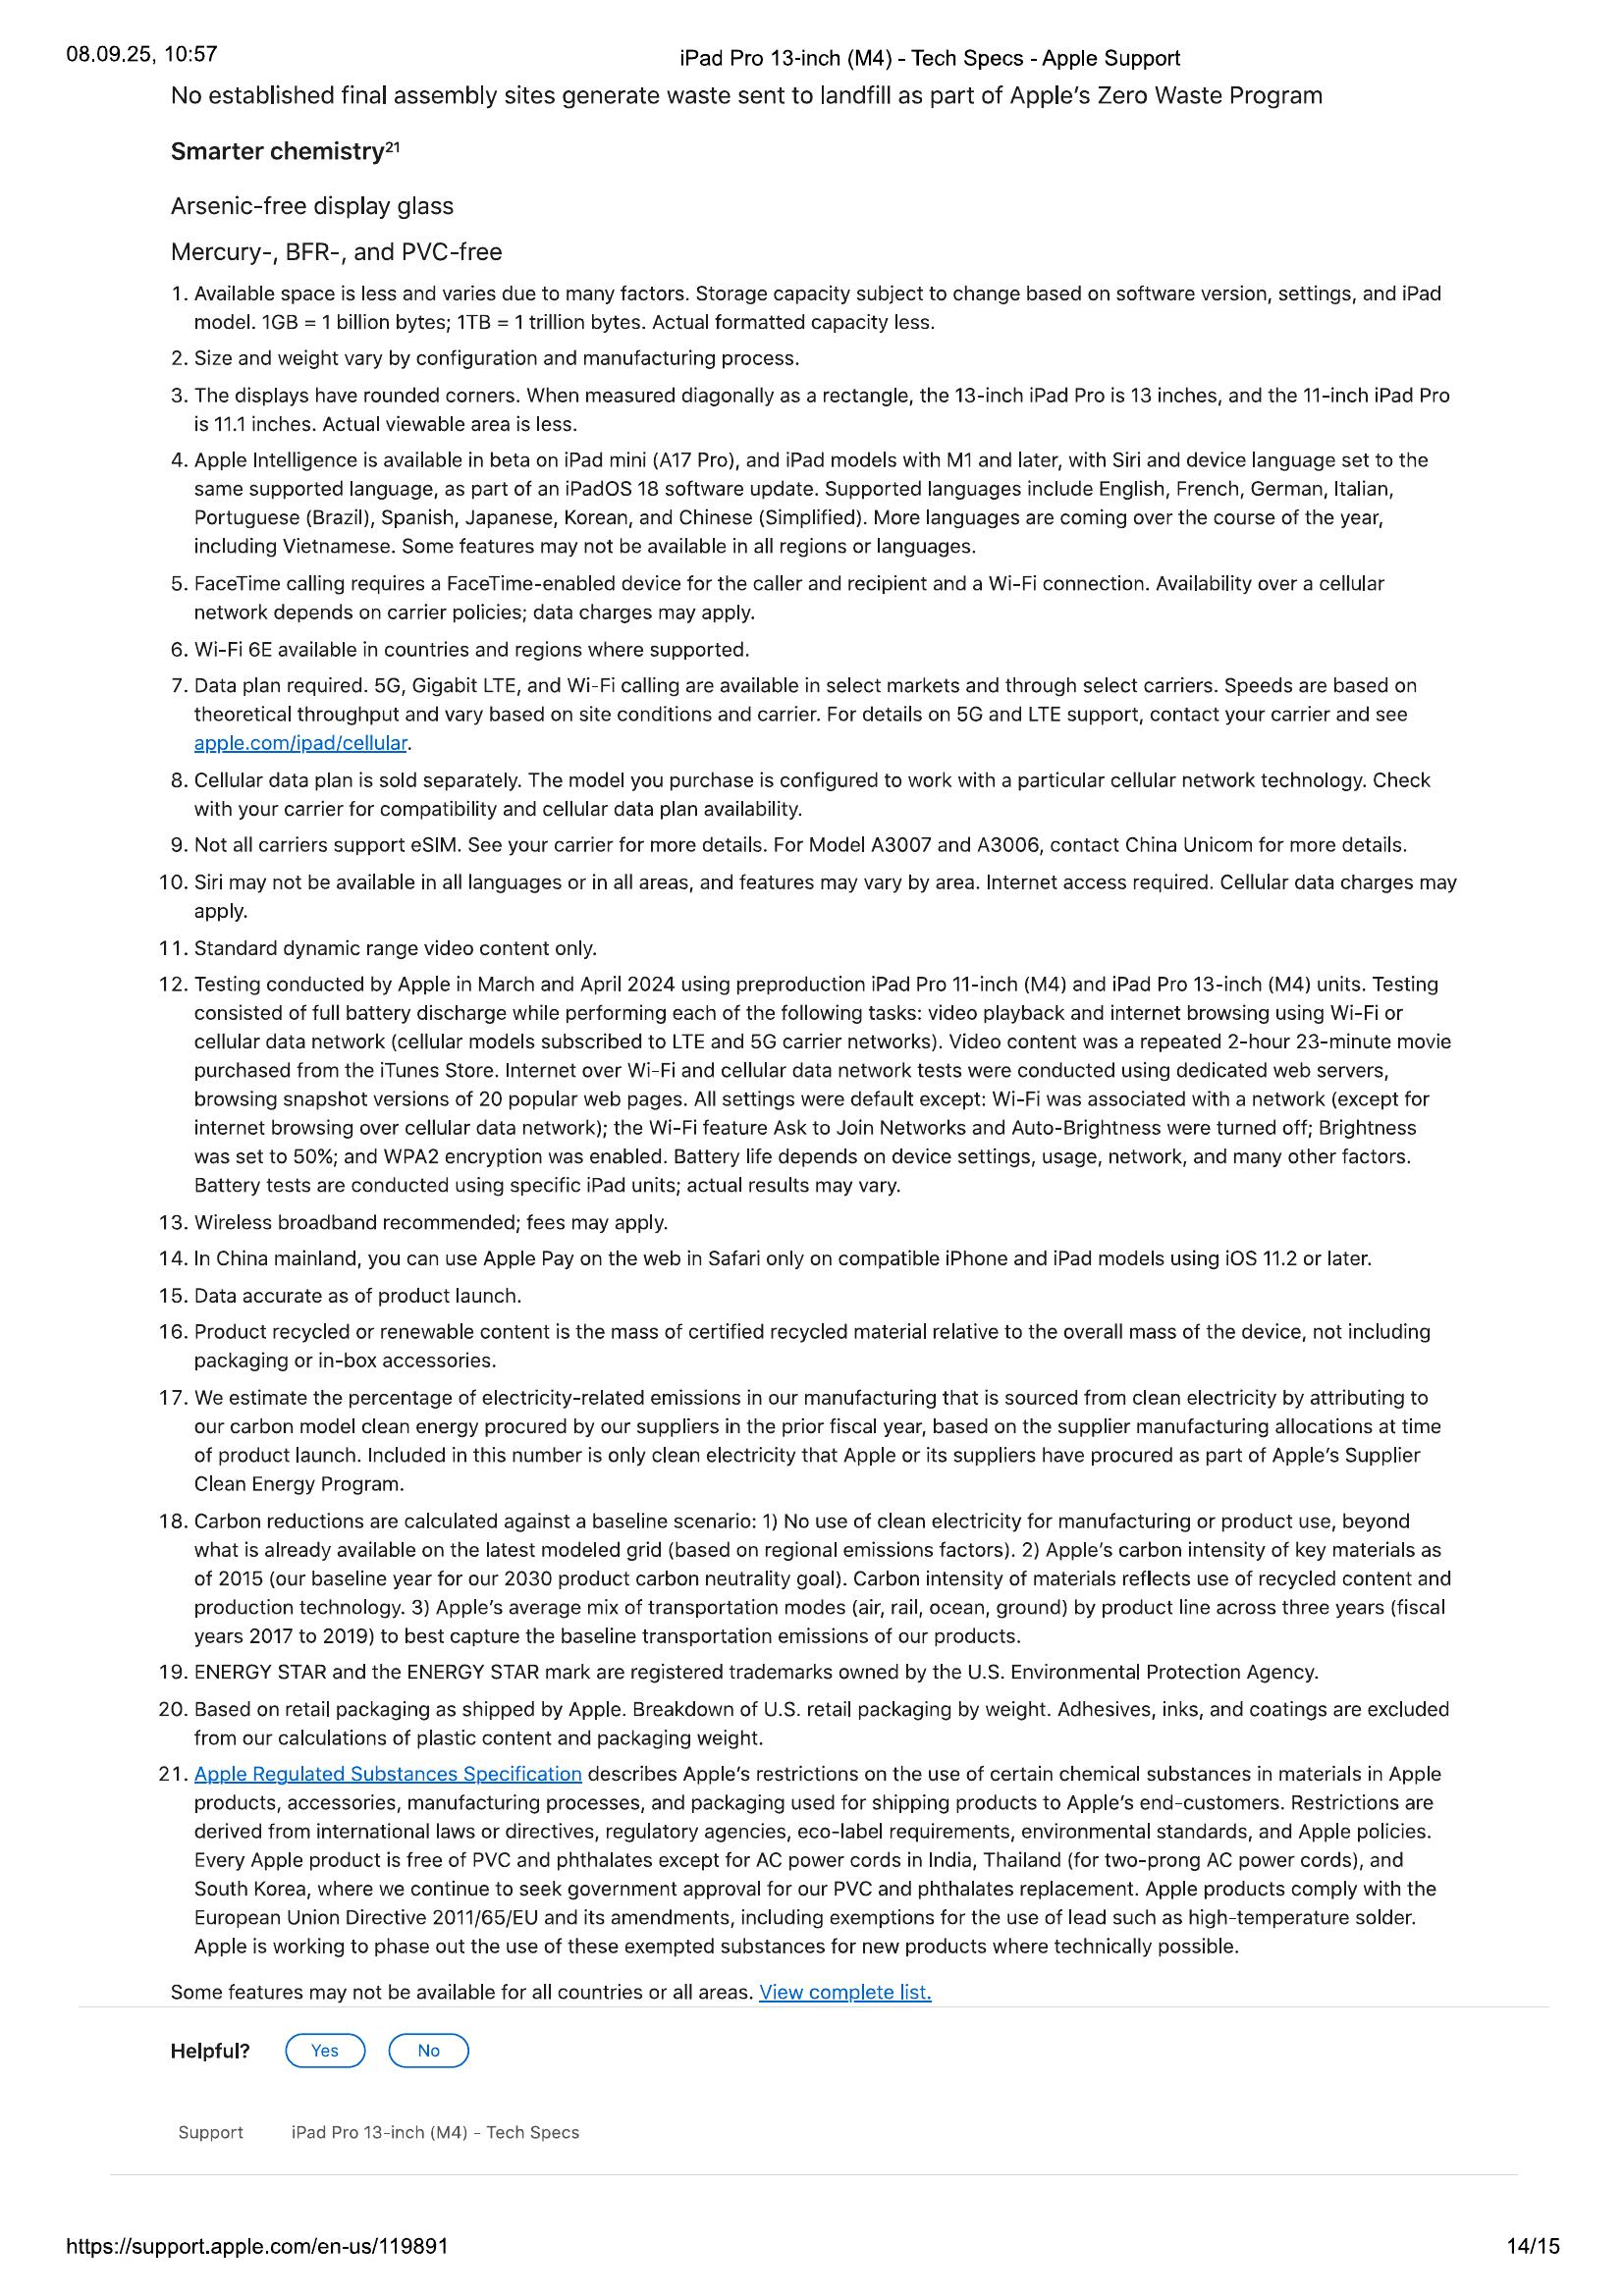 08.09.25, 10:57
iPad Pro 13-inch (M4) - Tech Specs - Apple Support
No established final assembly sites generate waste sent to landfill as part of Apple's Zero Waste Program
Smarter chemistry²¹
Arsenic-free display glass
Mercury-, BFR-, and PVC-free
1. Available space is less and varies due to many factors. Storage capacity subject to change based on software version, settings, and iPad
model. 1GB = 1 billion bytes; 1TB = 1 trillion bytes. Actual formatted capacity less.
2. Size and weight vary by configuration and manufacturing process.
3. The displays have rounded corners. When measured diagonally as a rectangle, the 13-inch iPad Pro is 13 inches, and the 11-inch iPad Pro
is 11.1 inches. Actual viewable area is less.
4. Apple Intelligence is available in beta on iPad mini (A17 Pro), and iPad models with M1 and later, with Siri and device language set to the
same supported language, as part of an iPadOS 18 software update. Supported languages include English, French, German, Italian,
Portuguese (Brazil), Spanish, Japanese, Korean, and Chinese (Simplified). More languages are coming over the course of the year,
including Vietnamese. Some features may not be available in all regions or languages.
5. FaceTime calling requires a FaceTime-enabled device for the caller and recipient and a Wi-Fi connection. Availability over a cellular
network depends on carrier policies; data charges may apply.
6. Wi-Fi 6E available in countries and regions where supported.
7. Data plan required. 5G, Gigabit LTE, and Wi-Fi calling are available in select markets and through select carriers. Speeds are based on
theoretical throughput and vary based on site conditions and carrier. For details on 5G and LTE support, contact your carrier and see
apple.com/ipad/cellular.
8. Cellular data plan is sold separately. The model you purchase is configured to work with a particular cellular network technology. Check
with your carrier for compatibility and cellular data plan availability.
9. Not all carriers support eSIM. See your carrier for more details. For Model A3007 and A3006, contact China Unicom for more details.
10. Siri may not be available in all languages or in all areas, and features may vary by area. Internet access required. Cellular data charges may
apply.
11. Standard dynamic range video content only.
12. Testing conducted by Apple in March and April 2024 using preproduction iPad Pro 11-inch (M4) and iPad Pro 13-inch (M4) units. Testing
consisted of full battery discharge while performing each of the following tasks: video playback and internet browsing using Wi-Fi or
cellular data network (cellular models subscribed to LTE and 5G carrier networks). Video content was a repeated 2-hour 23-minute movie
purchased from the iTunes Store. Internet over Wi-Fi and cellular data network tests were conducted using dedicated web servers,
browsing snapshot versions of 20 popular web pages. All settings were default except: Wi-Fi was associated with a network (except for
internet browsing over cellular data network); the Wi-Fi feature Ask to Join Networks and Auto-Brightness were turned off; Brightness
was set to 50%; and WPA2 encryption was enabled. Battery life depends on device settings, usage, network, and many other factors.
Battery tests are conducted using specific iPad units; actual results may vary.
13. Wireless broadband recommended; fees may apply.
14. In China mainland, you can use Apple Pay on the web in Safari only on compatible iPhone and iPad models using iOS 11.2 or later.
15. Data accurate as of product launch.
16. Product recycled or renewable content is the mass of certified recycled material relative to the overall mass of the device, not including
packaging or in-box accessories.
17. We estimate the percentage of electricity-related emissions in our manufacturing that is sourced from clean electricity by attributing to
our carbon model clean energy procured by our suppliers in the prior fiscal year, based on the supplier manufacturing allocations at time
of product launch. Included in this number is only clean electricity that Apple or its suppliers have procured as part of Apple's Supplier
Clean Energy Program.
18. Carbon reductions are calculated against a baseline scenario: 1) No use of clean electricity for manufacturing or product use, beyond
what is already available on the latest modeled grid (based on regional emissions factors). 2) Apple's carbon intensity of key materials as
of 2015 (our baseline year for our 2030 product carbon neutrality goal). Carbon intensity of materials reflects use of recycled content and
production technology. 3) Apple's average mix of transportation modes (air, rail, ocean, ground) by product line across three years (fiscal
years 2017 to 2019) to best capture the baseline transportation emissions of our products.
19. ENERGY STAR and the ENERGY STAR mark are registered trademarks owned by the U.S. Environmental Protection Agency.
20. Based on retail packaging as shipped by Apple. Breakdown of U.S. retail packaging by weight. Adhesives, inks, and coatings are excluded
from our calculations of plastic content and packaging weight.
21. Apple Regulated Substances Specification describes Apple's restrictions on the use of certain chemical substances in materials in Apple
products, accessories, manufacturing processes, and packaging used for shipping products to Apple's end-customers. Restrictions are
derived from international laws or directives, regulatory agencies, eco-label requirements, environmental standards, and Apple policies.
Every Apple product is free of PVC and phthalates except for AC power cords in India, Thailand (for two-prong AC power cords), and
South Korea, where we continue to seek government approval for our PVC and phthalates replacement. Apple products comply with the
European Union Directive 2011/65/EU and its amendments, including exemptions for the use of lead such as high-temperature solder.
Apple is working to phase out the use of these exempted substances for new products where technically possible.
Some features may not be available for all countries or all areas. View complete list.
Helpful? Yes No
Support iPad Pro 13-inch (M4) - Tech Specs
https://support.apple.com/en-us/119891
14/15